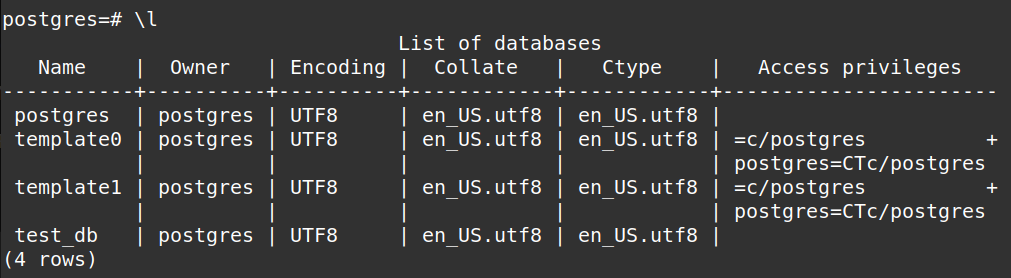 postgres=# \l
                                 List of databases
   Name    |  Owner   | Encoding |  Collate   |   Ctype    |   Access privileges
-----------+----------+----------+------------+------------+-----------------------
 postgres  | postgres | UTF8     | en_US.utf8 | en_US.utf8 |
 template0 | postgres | UTF8     | en_US.utf8 | en_US.utf8 | =c/postgres          +
           |          |          |            |            | postgres=CTc/postgres
 template1 | postgres | UTF8     | en_US.utf8 | en_US.utf8 | =c/postgres          +
           |          |          |            |            | postgres=CTc/postgres
 test_db   | postgres | UTF8     | en_US.utf8 | en_US.utf8 |
(4 rows)